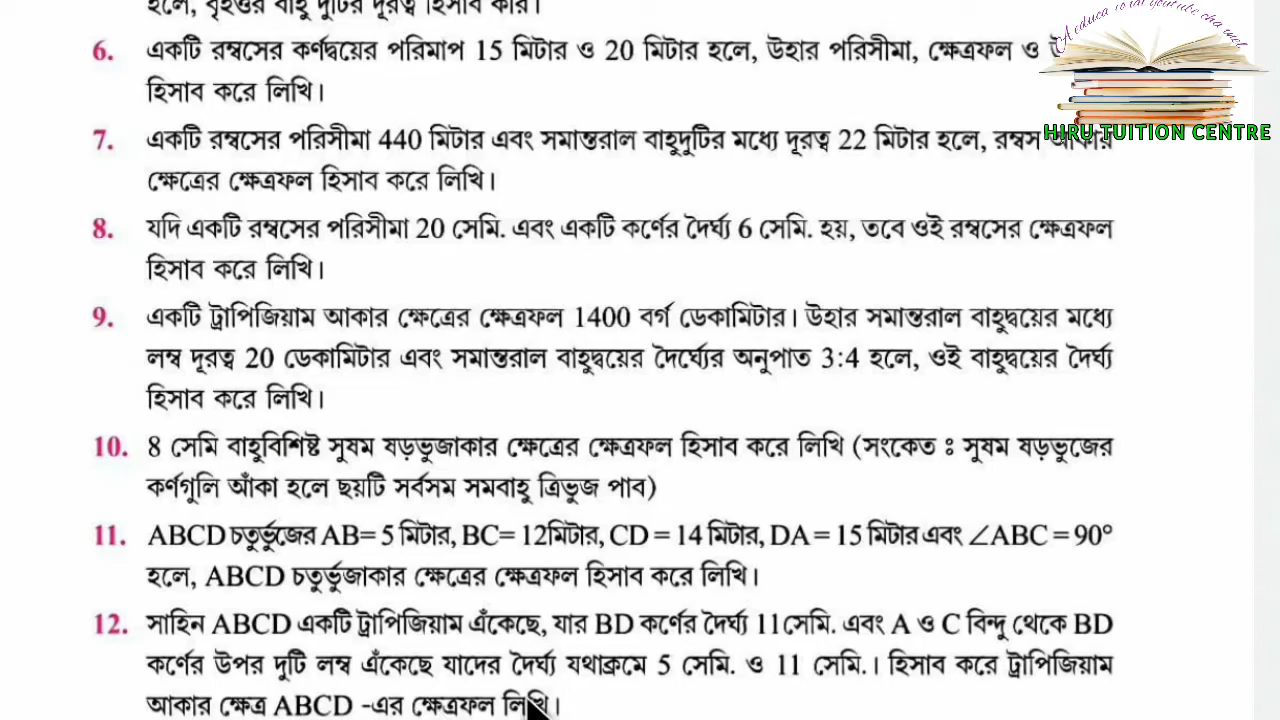 হলে, বৃহত্তর বাহু দুটির দূরত্ব হিসাব করি।
6. একটি রম্বসের কর্ণদ্বয়ের পরিমাপ 15 মিটার ও 20 মিটার হলে, উহার পরিসীমা, ক্ষেত্রফল ও
হিসাব করে লিখি।
7. একটি রম্বসের পরিসীমা 440 মিটার এবং সমান্তরাল বাহুদুটির মধ্যে দূরত্ব 22 মিটার হলে, রম্বস আকার
ক্ষেত্রের ক্ষেত্রফল হিসাব করে লিখি।
8. যদি একটি রম্বসের পরিসীমা 20 সেমি. এবং একটি কর্ণের দৈর্ঘ্য 6 সেমি. হয়, তবে ওই রম্বসের ক্ষেত্রফল
হিসাব করে লিখি।
9. একটি ট্রাপিজিয়াম আকার ক্ষেত্রের ক্ষেত্রফল 1400 বর্গ ডেকামিটার। উহার সমান্তরাল বাহুদ্বয়ের মধ্যে
লম্ব দূরত্ব 20 ডেকামিটার এবং সমান্তরাল বাহুদ্বয়ের দৈর্ঘ্যের অনুপাত 3:4 হলে, ওই বাহুদ্বয়ের দৈর্ঘ্য
হিসাব করে লিখি।
10. 8 সেমি বাহুবিশিষ্ট সুষম ষড়ভুজাকার ক্ষেত্রের ক্ষেত্রফল হিসাব করে লিখি (সংকেত ঃ সুষম ষড়ভুজের
কর্ণগুলি আঁকা হলে ছয়টি সর্বসম সমবাহু ত্রিভুজ পাব)
11. ABCD চতুর্ভুজের AB= 5 মিটার, BC= 12মিটার, CD = 14 মিটার, DA = 15 মিটার এবং ∠ABC = 90°
হলে, ABCD চতুর্ভুজাকার ক্ষেত্রের ক্ষেত্রফল হিসাব করে লিখি।
12. সাহিন ABCD একটি ট্রাপিজিয়াম এঁকেছে, যার BD কর্ণের দৈর্ঘ্য 11সেমি. এবং A ও C বিন্দু থেকে BD
কর্ণের উপর দুটি লম্ব এঁকেছে যাদের দৈর্ঘ্য যথাক্রমে 5 সেমি. ও 11 সেমি.। হিসাব করে ট্রাপিজিয়াম
আকার ক্ষেত্র ABCD -এর ক্ষেত্রফল লিখি।
HIRU TUITION CENTRE